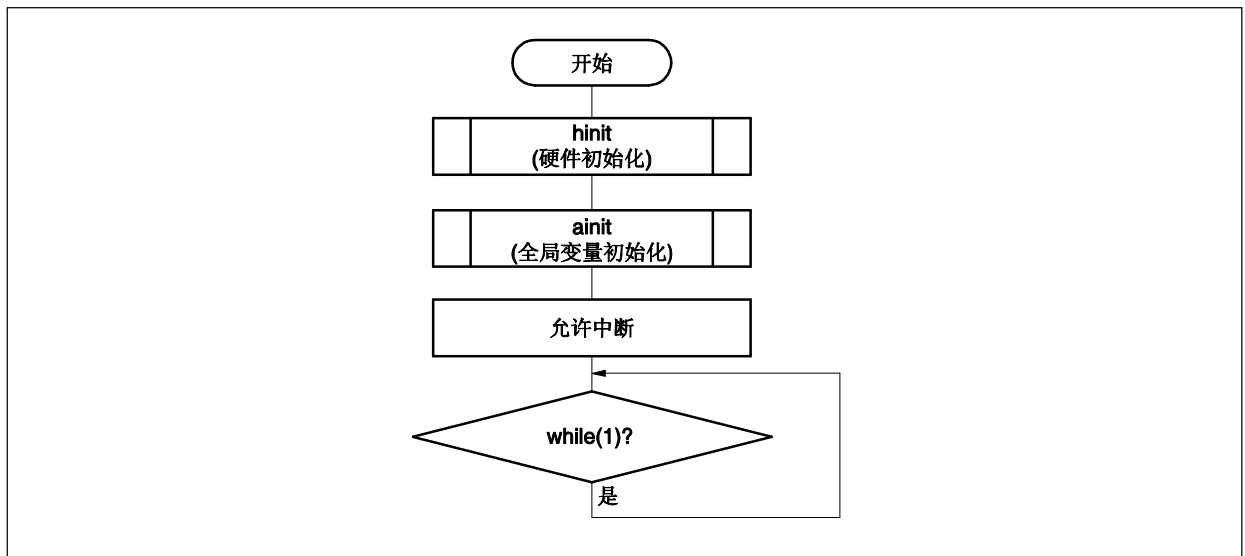 开始
hinit
(硬件初始化)
ainit
(全局变量初始化)
允许中断
while(1)?
是